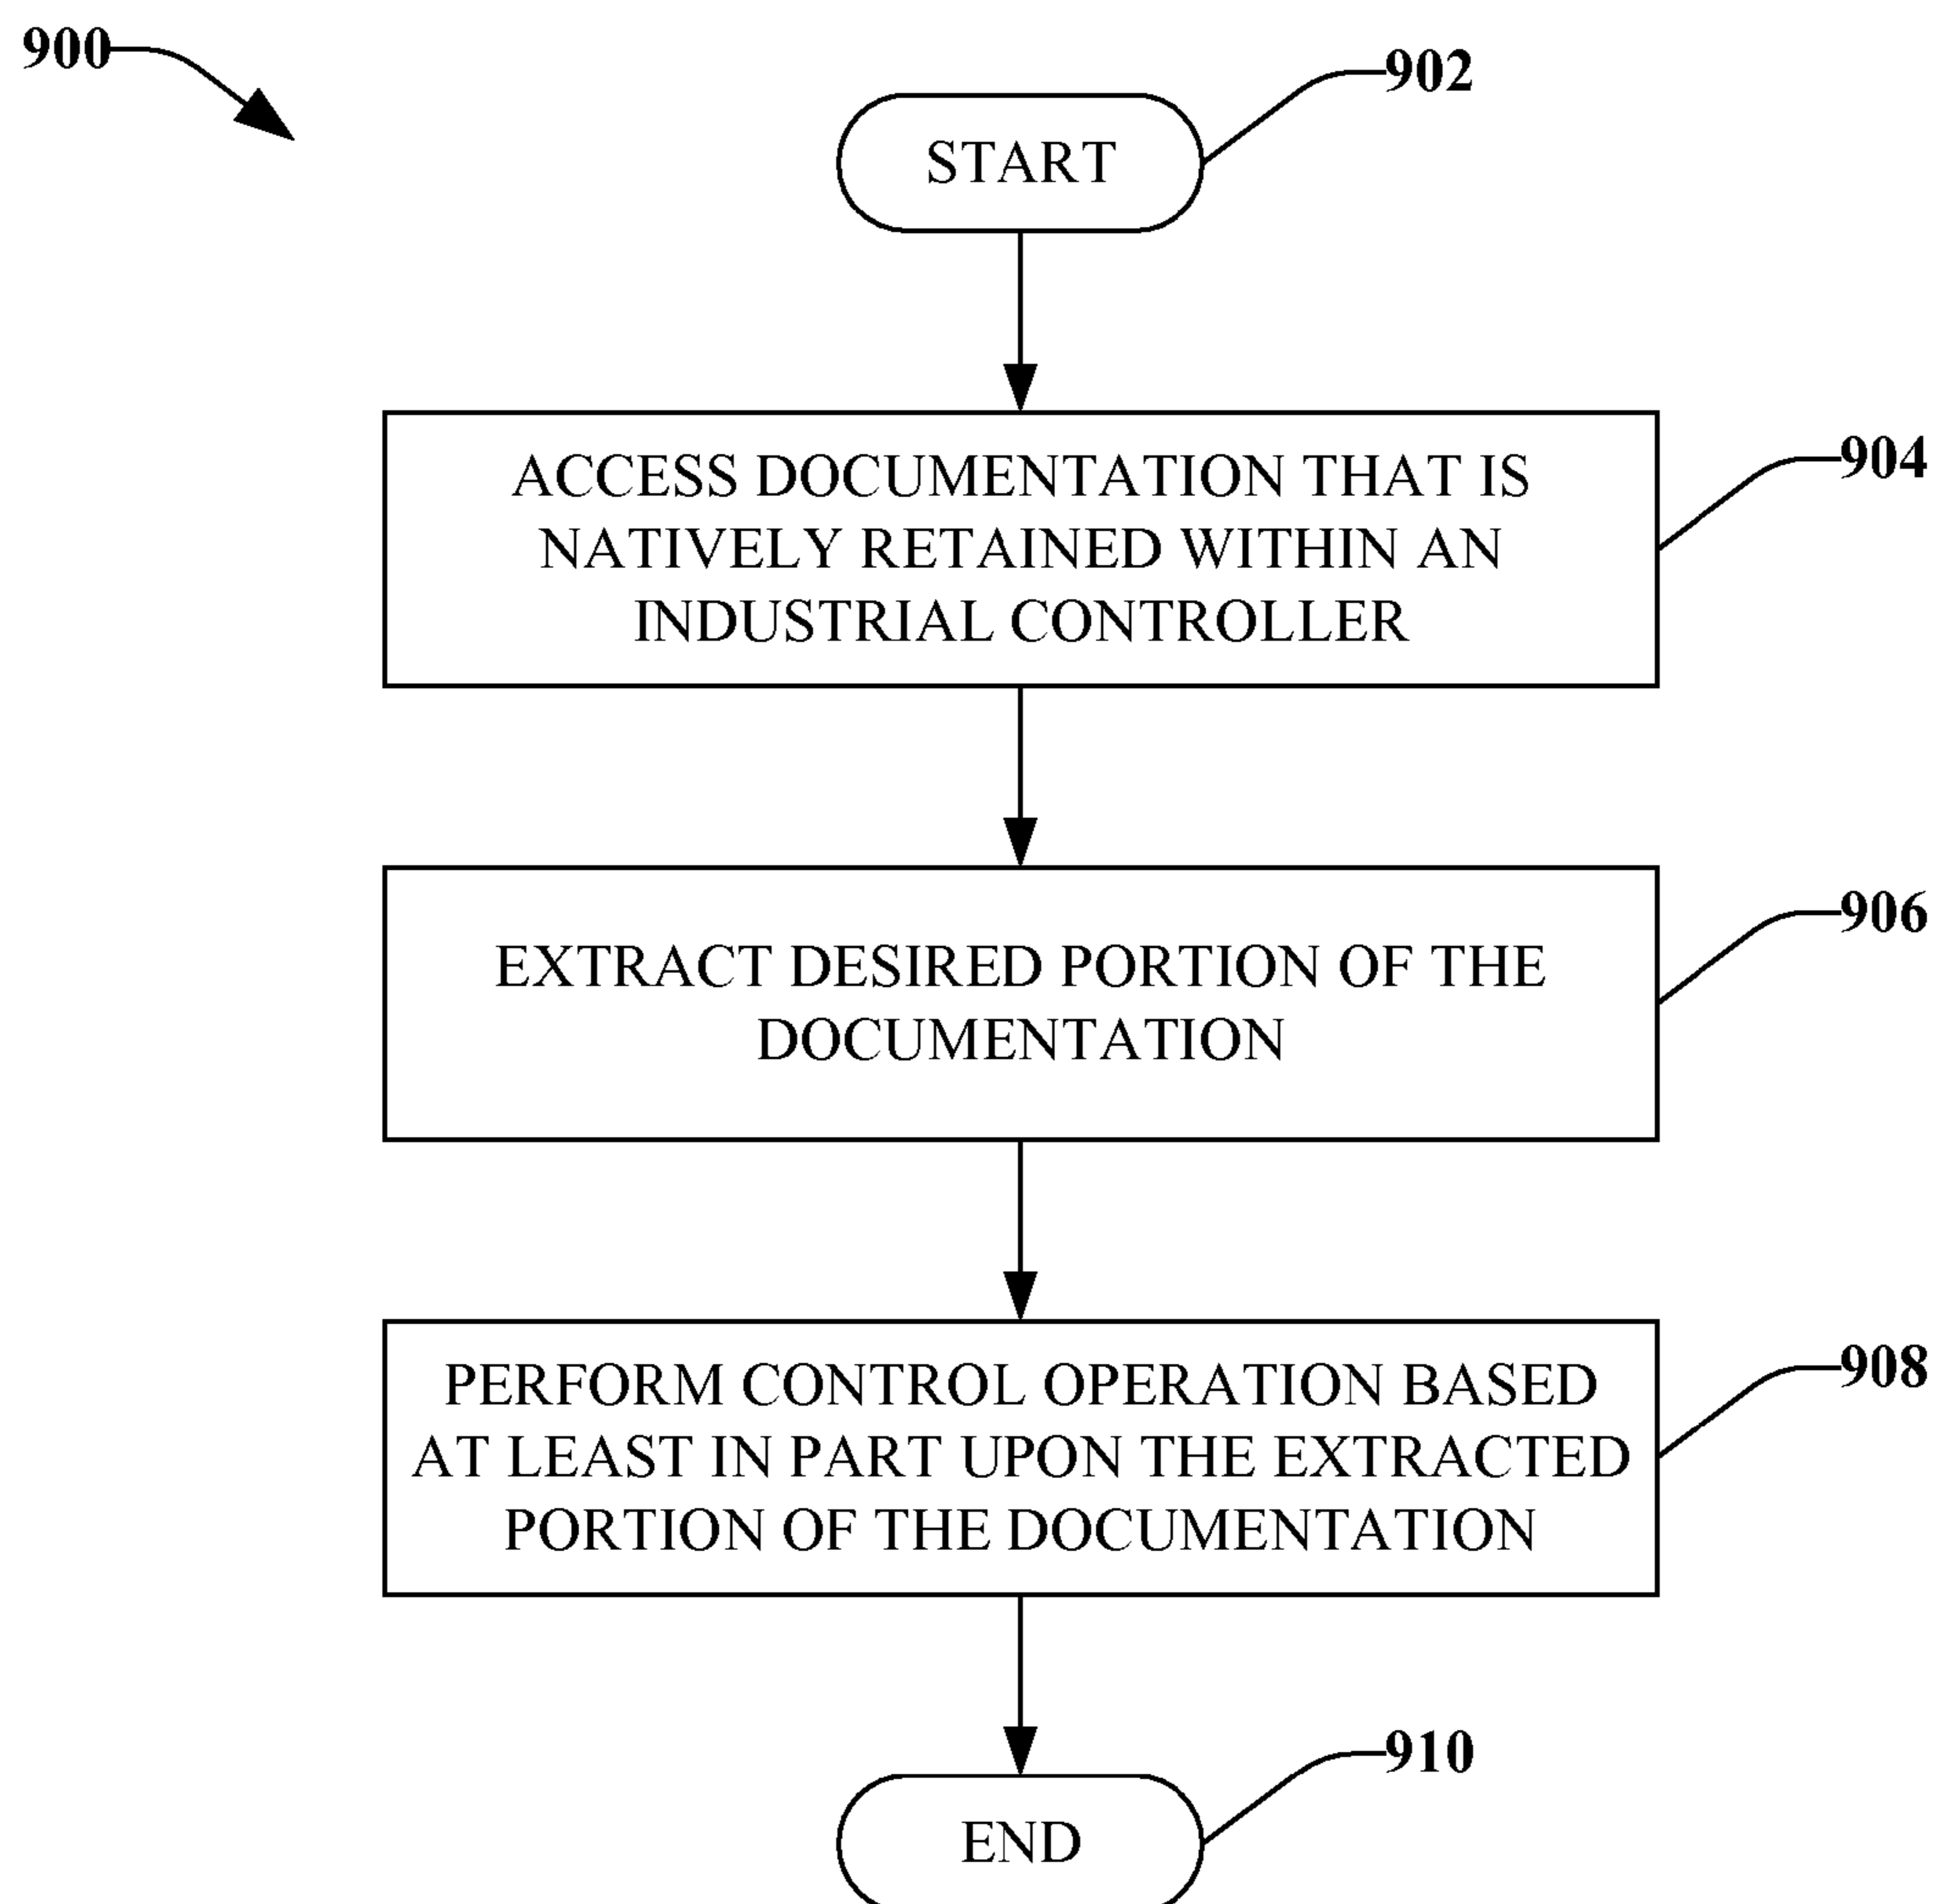 900
902
START
ACCESS DOCUMENTATION THAT IS
NATIVELY RETAINED WITHIN AN
INDUSTRIAL CONTROLLER
904
EXTRACT DESIRED PORTION OF THE
DOCUMENTATION
906
PERFORM CONTROL OPERATION BASED
AT LEAST IN PART UPON THE EXTRACTED
PORTION OF THE DOCUMENTATION
908
910
END